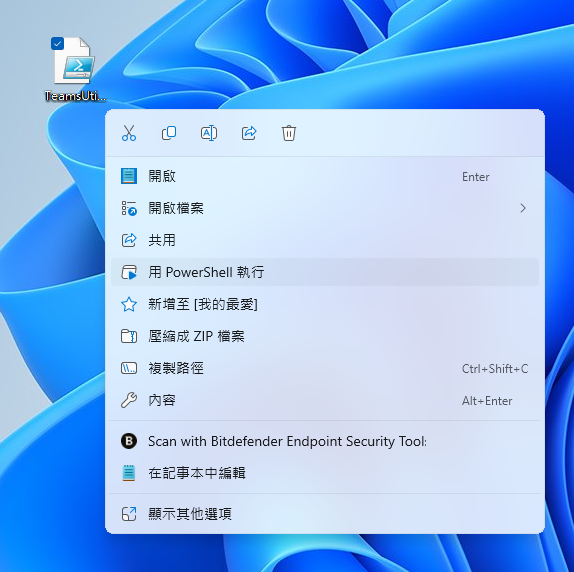 TeamsUti...
開啟 Enter
開啟檔案
共用
用 PowerShell 執行
新增至 [我的最愛]
壓縮成 ZIP 檔案
複製路徑 Ctrl+Shift+C
內容 Alt+Enter
B Scan with Bitdefender Endpoint Security Tool:
在記事本中編輯
顯示其他選項